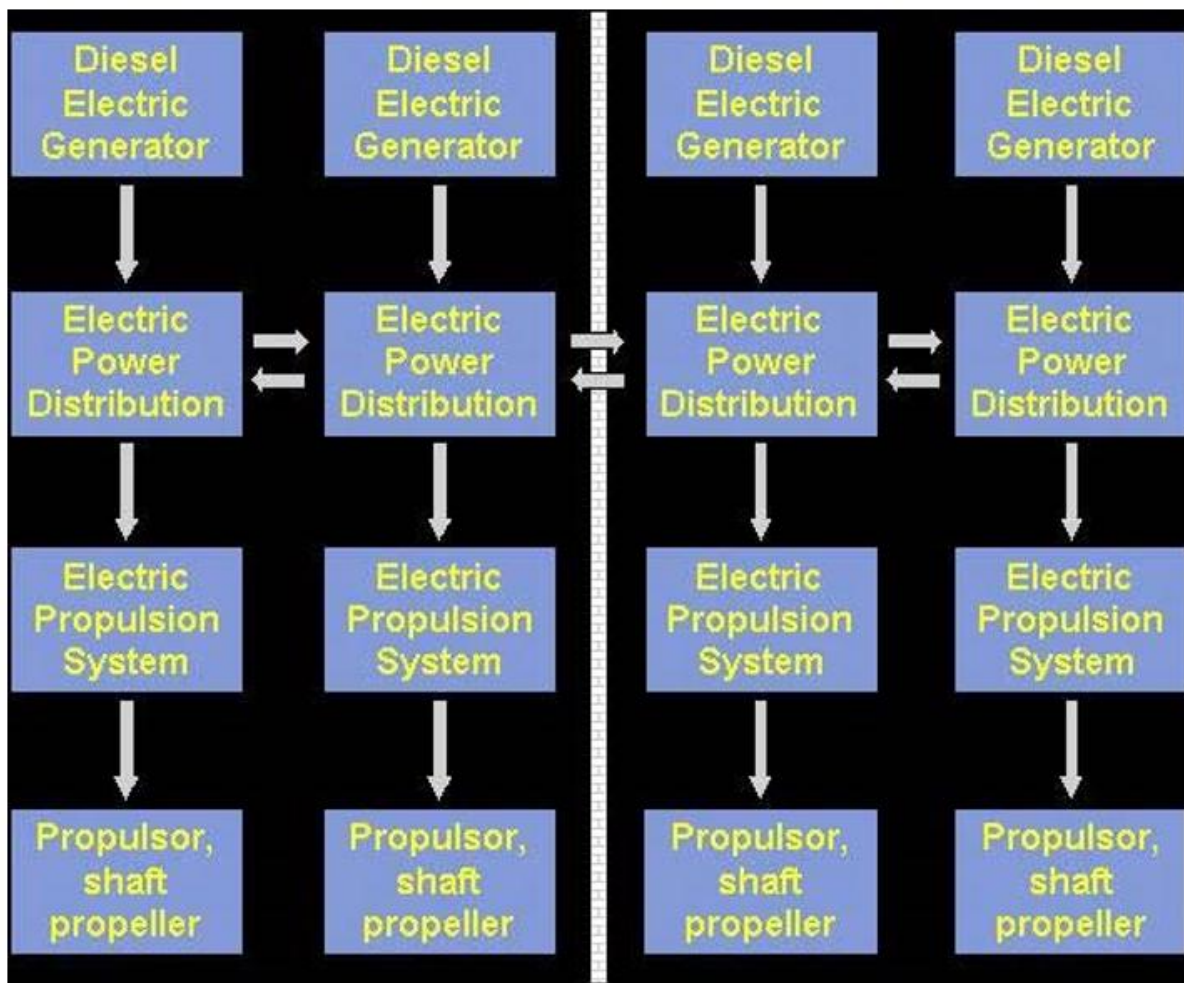 Diesel
Electric
Generator
Diesel
Electric
Generator
Diesel
Electric
Generator
Diesel
Electric
Generator
Electric
Power
Distribution
Electric
Power
Distribution
Electric
Power
Distribution
Electric
Power
Distribution
Electric
Propulsion
System
Electric
Propulsion
System
Electric
Propulsion
System
Electric
Propulsion
System
Propulsor,
shaft
propeller
Propulsor,
shaft
propeller
Propulsor,
shaft
propeller
Propulsor,
shaft
propeller